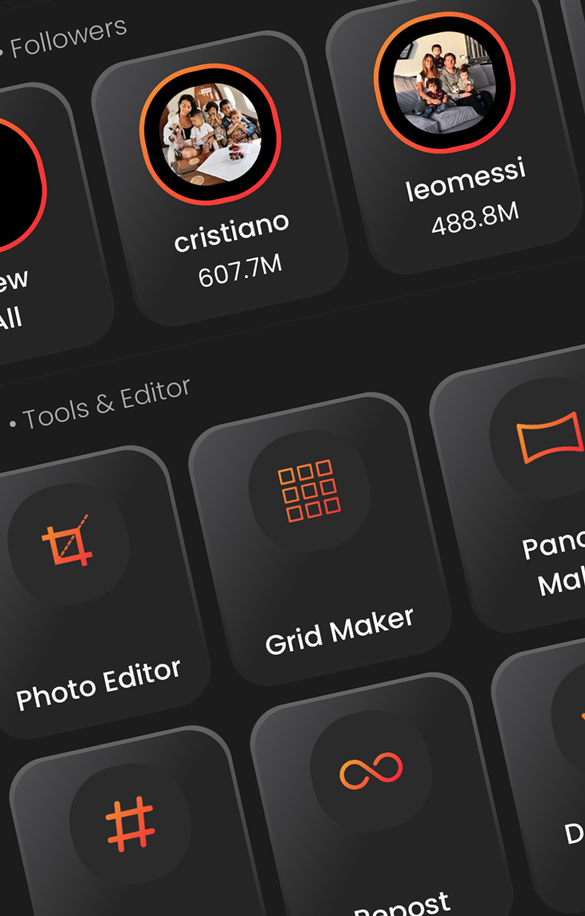 • Followers
cristiano
607.7M
leomessi
488.8M
• Tools & Editor
Photo Editor
Grid Maker
Repost